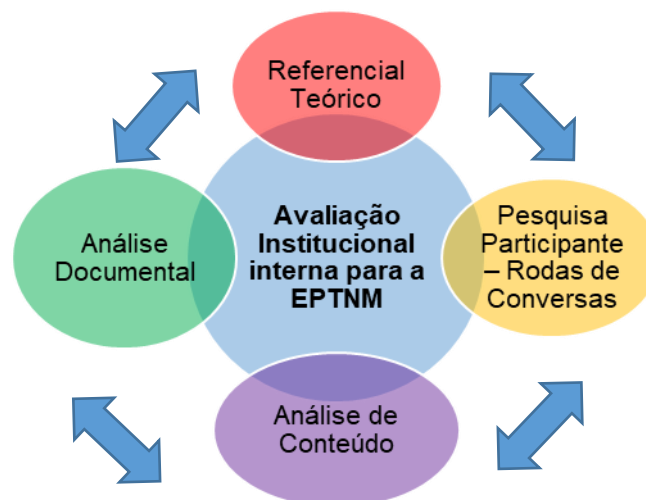 Referencial
Teórico
Análise
Documental
Avaliação
Institucional
interna para a
EPTNM
Pesquisa
Participante
– Rodas de
Conversas
Análise de
Conteúdo